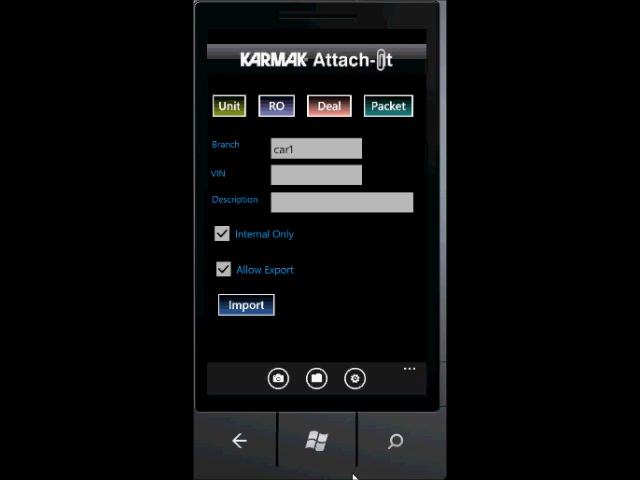 KARMAK Attach-it
Unit RO Deal Packet
Branch car1
VIN
Description
Internal Only
Allow Export
Import
...